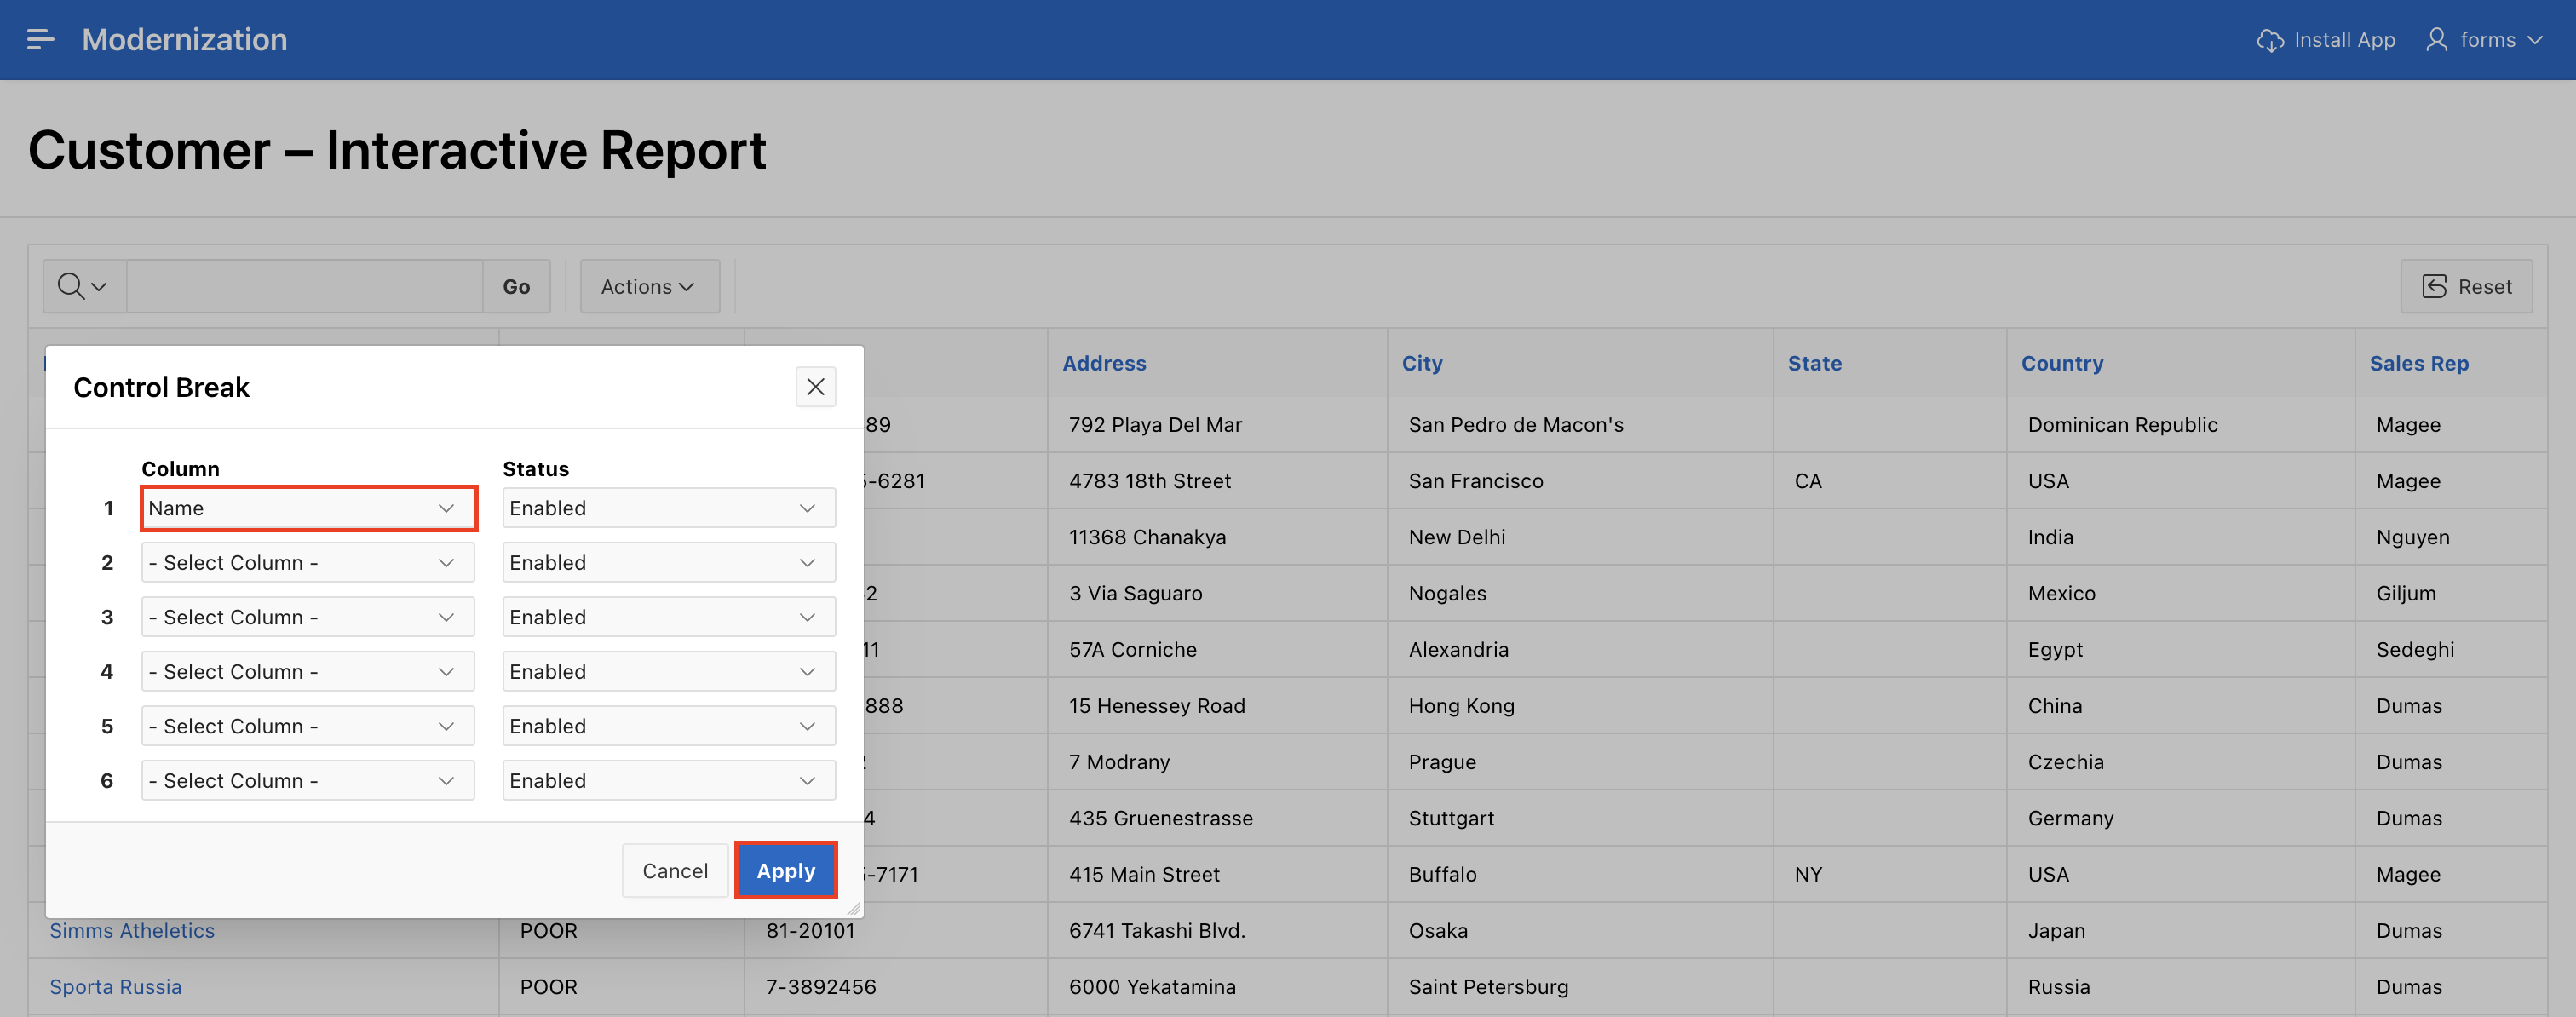 Modernization
Install App
forms
Customer – Interactive Report
Go
Actions
Reset
Address City State Country Sales Rep
Control Break
Column Status
1 Name Enabled
2 - Select Column - Enabled
3 - Select Column - Enabled
4 - Select Column - Enabled
5 - Select Column - Enabled
6 - Select Column - Enabled
Cancel
Apply
89 792 Playa Del Mar San Pedro de Macon's Dominican Republic Magee
-6281 4783 18th Street San Francisco CA USA Magee
11368 Chanakya New Delhi India Nguyen
2 3 Via Saguaro Nogales Mexico Giljum
11 57A Corniche Alexandria Egypt Sedeghi
888 15 Henessey Road Hong Kong China Dumas
7 Modrany Prague Czechia Dumas
4 435 Gruenestrasse Stuttgart Germany Dumas
-7171 415 Main Street Buffalo NY USA Magee
Simms Atheletics POOR 81-20101 6741 Takashi Blvd. Osaka Japan Dumas
Sporta Russia POOR 7-3892456 6000 Yekatamina Saint Petersburg Russia Dumas